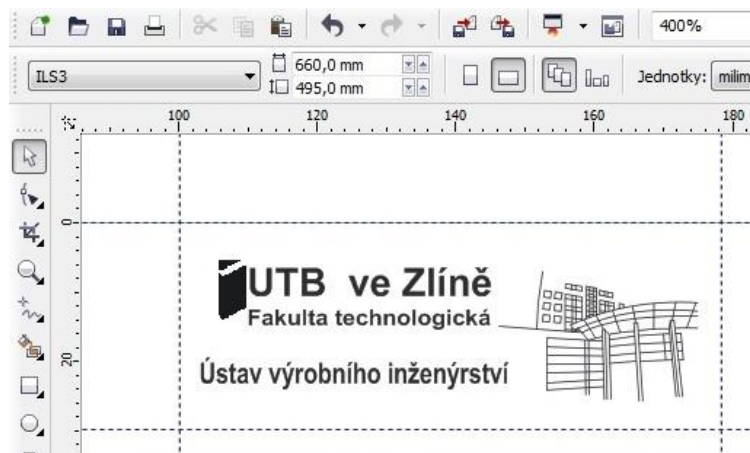 400%
ILS3
660,0 mm
495,0 mm
Jednotky: milim
100 120 140 160 180
0
20
UTB ve Zlíně
Fakulta technologická
Ústav výrobního inženýrství